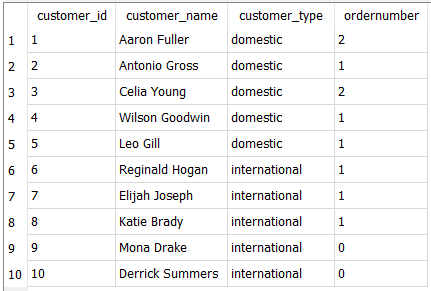 customer_id customer_name customer_type ordernumber
1 1 Aaron Fuller domestic 2
2 2 Antonio Gross domestic 1
3 3 Celia Young domestic 2
4 4 Wilson Goodwin domestic 1
5 5 Leo Gill domestic 1
6 6 Reginald Hogan international 1
7 7 Elijah Joseph international 1
8 8 Katie Brady international 1
9 9 Mona Drake international 0
10 10 Derrick Summers international 0